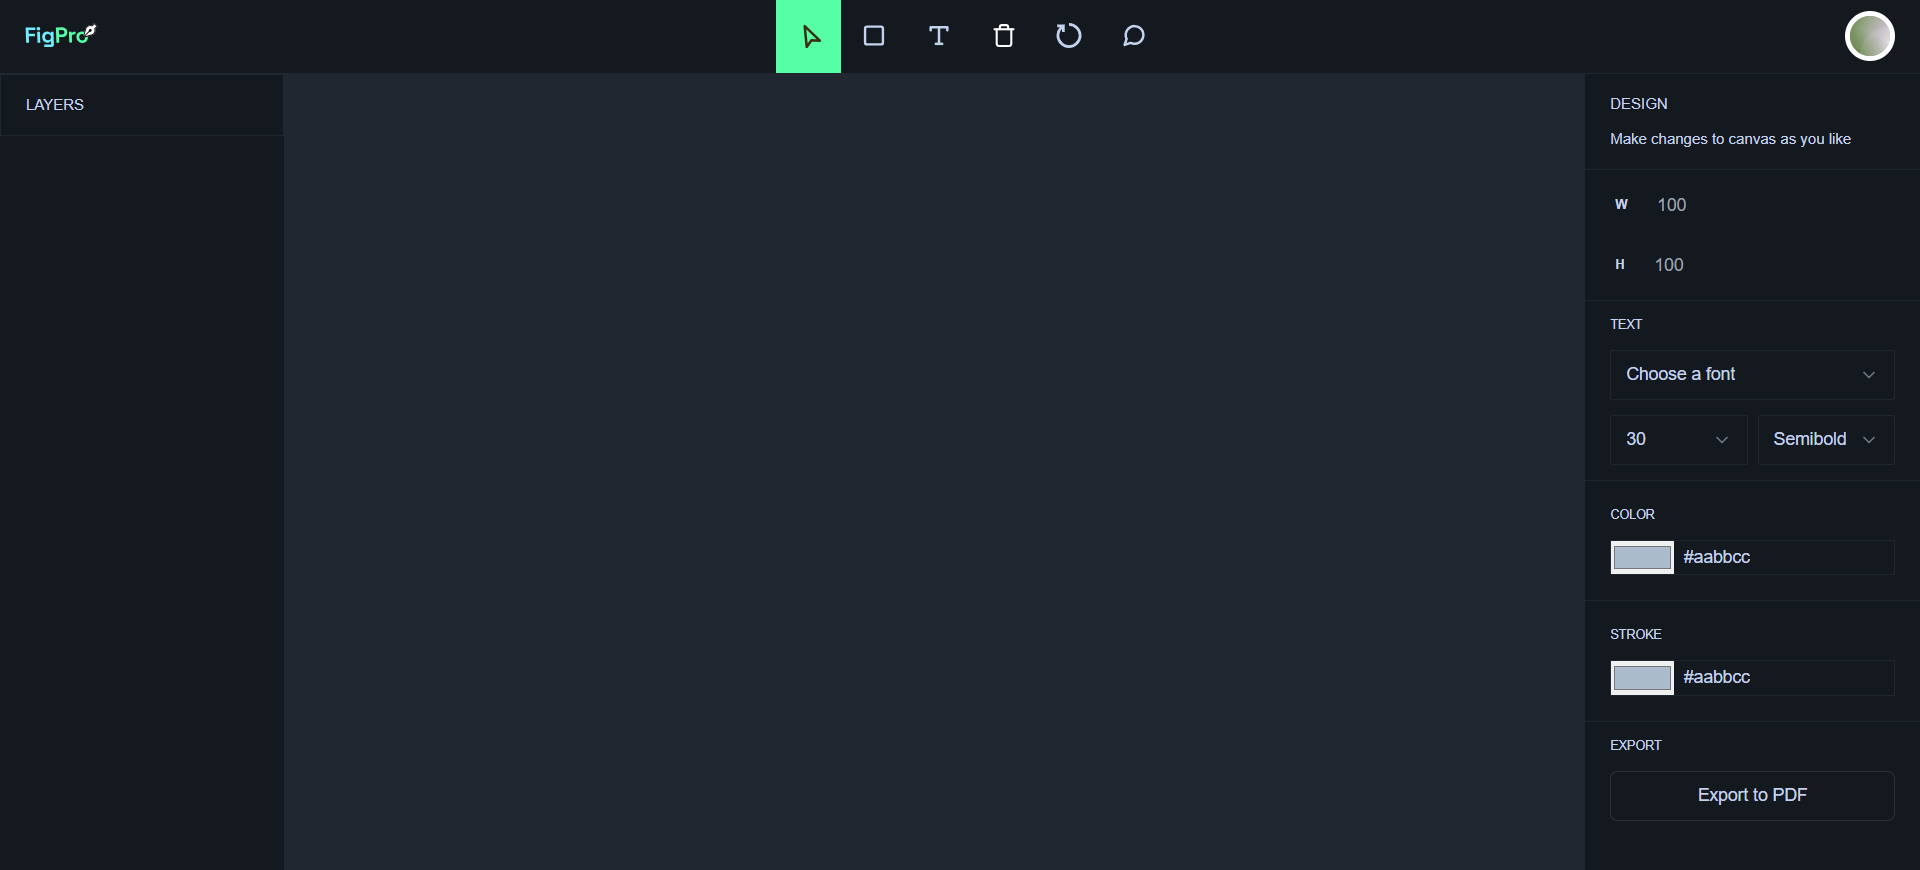 FigPro
LAYERS
DESIGN
Make changes to canvas as you like
W 100
H 100
TEXT
Choose a font
30 Semibold
COLOR
#aabbcc
STROKE
#aabbcc
EXPORT
Export to PDF